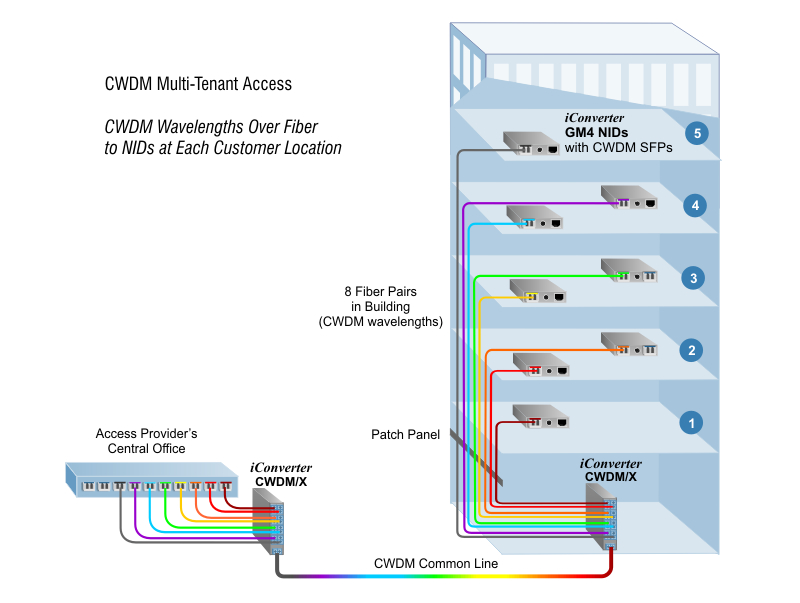 CWDM Multi-Tenant Access
CWDM Wavelengths Over Fiber
to NIDs at Each Customer Location
iConverter
GM4 NIDs
with CWDM SFPs
5
4
3
8 Fiber Pairs
in Building
(CWDM wavelengths)
2
1
Patch Panel
Access Provider's
Central Office
iConverter
CWDM/X
iConverter
CWDM/X
CWDM Common Line